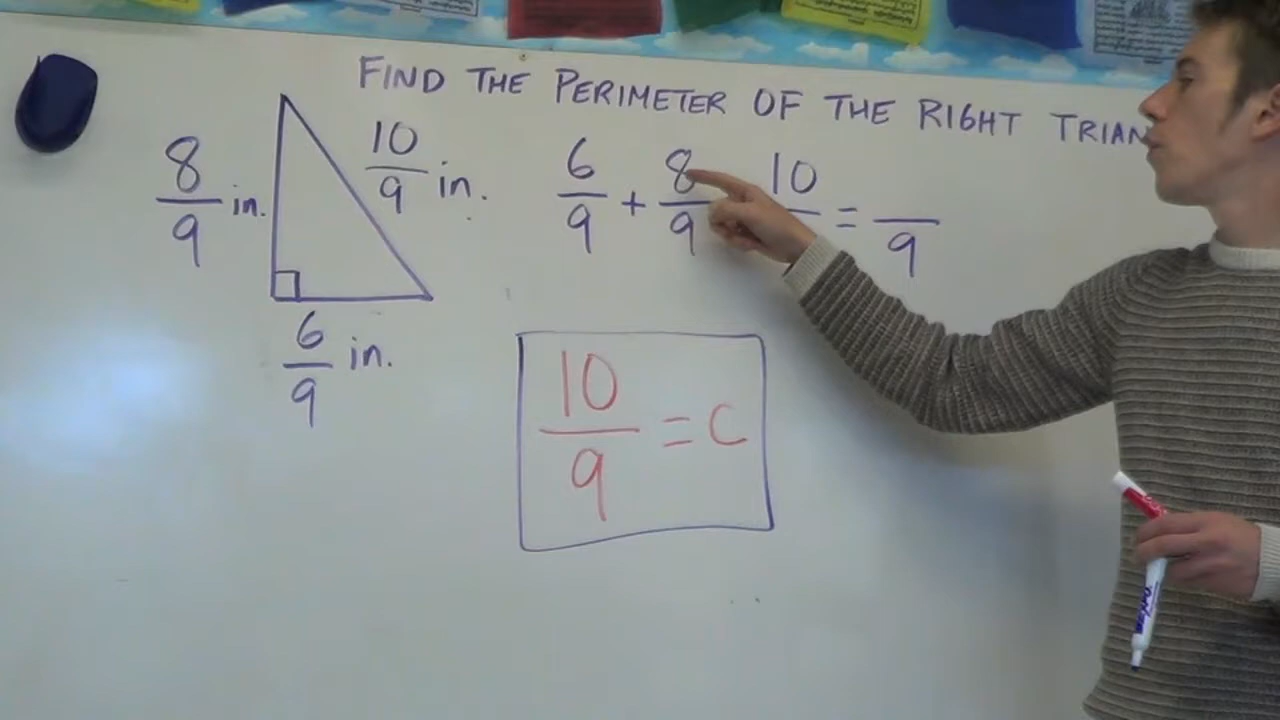 FIND THE PERIMETER OF THE RIGHT TRIAN
8/9 in.
10/9 in.
6/9 in.
6/9 + 8/9 10 = /9
10/9 = C